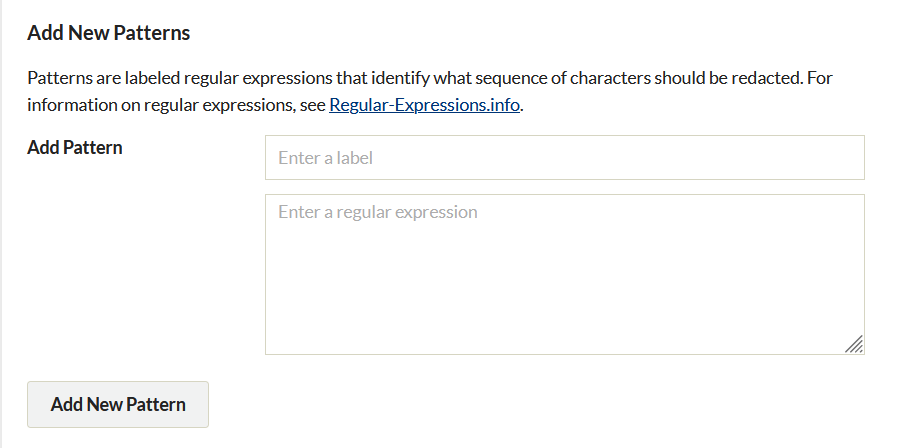 Add New Patterns
Patterns are labeled regular expressions that identify what sequence of characters should be redacted. For
information on regular expressions, see Regular-Expressions.info.
Add Pattern
Enter a label
Enter a regular expression
Add New Pattern